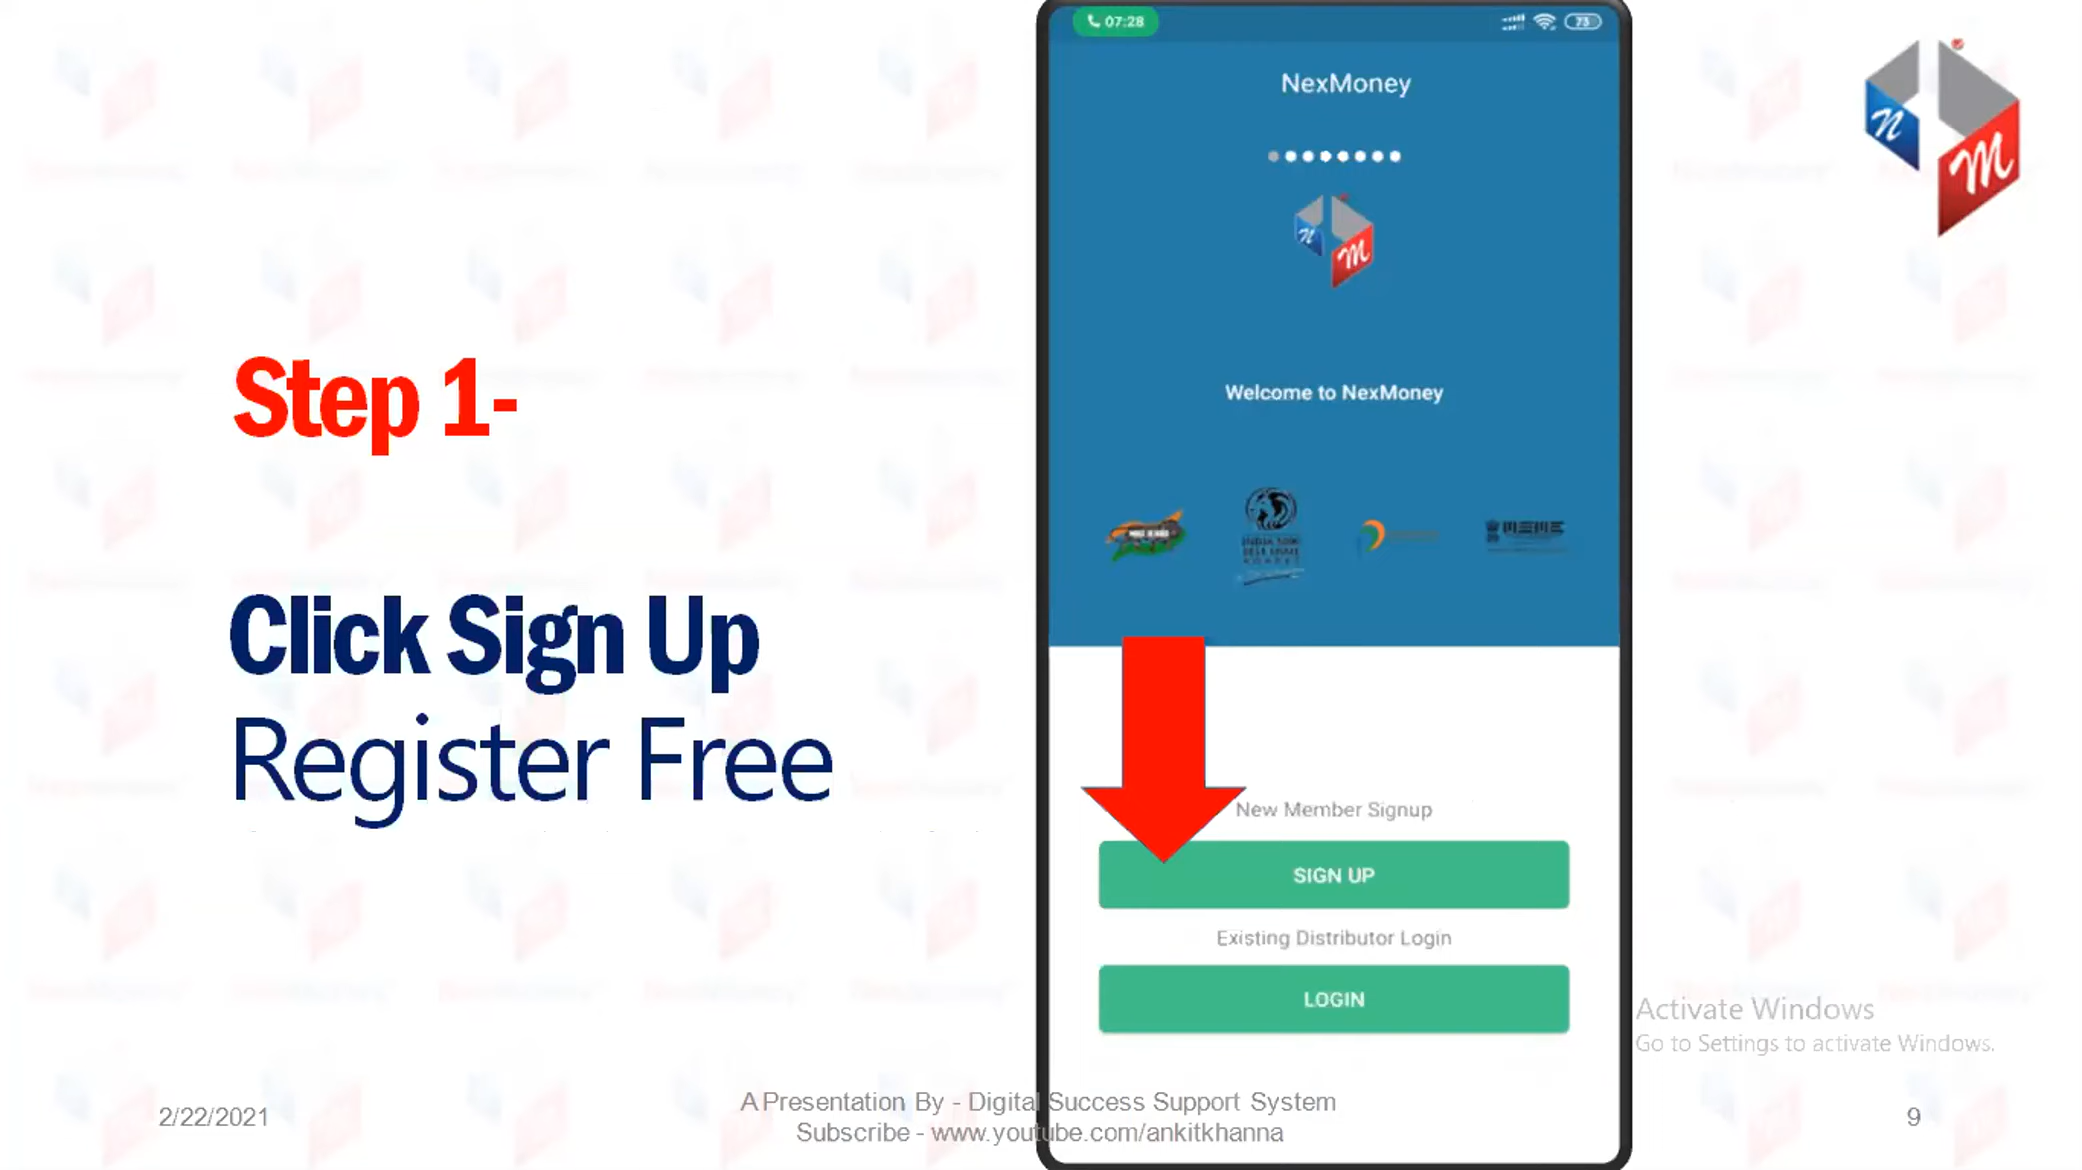 Step 1-
Click Sign Up
Register Free
07:28
73
NexMoney
n
m
Welcome to NexMoney
New Member Signup
SIGN UP
Existing Distributor Login
LOGIN
n
m
Activate Windows
Go to Settings to activate Windows.
2/22/2021
A Presentation By - Digital Success Support System
Subscribe - www.youtube.com/ankitkhanna
9